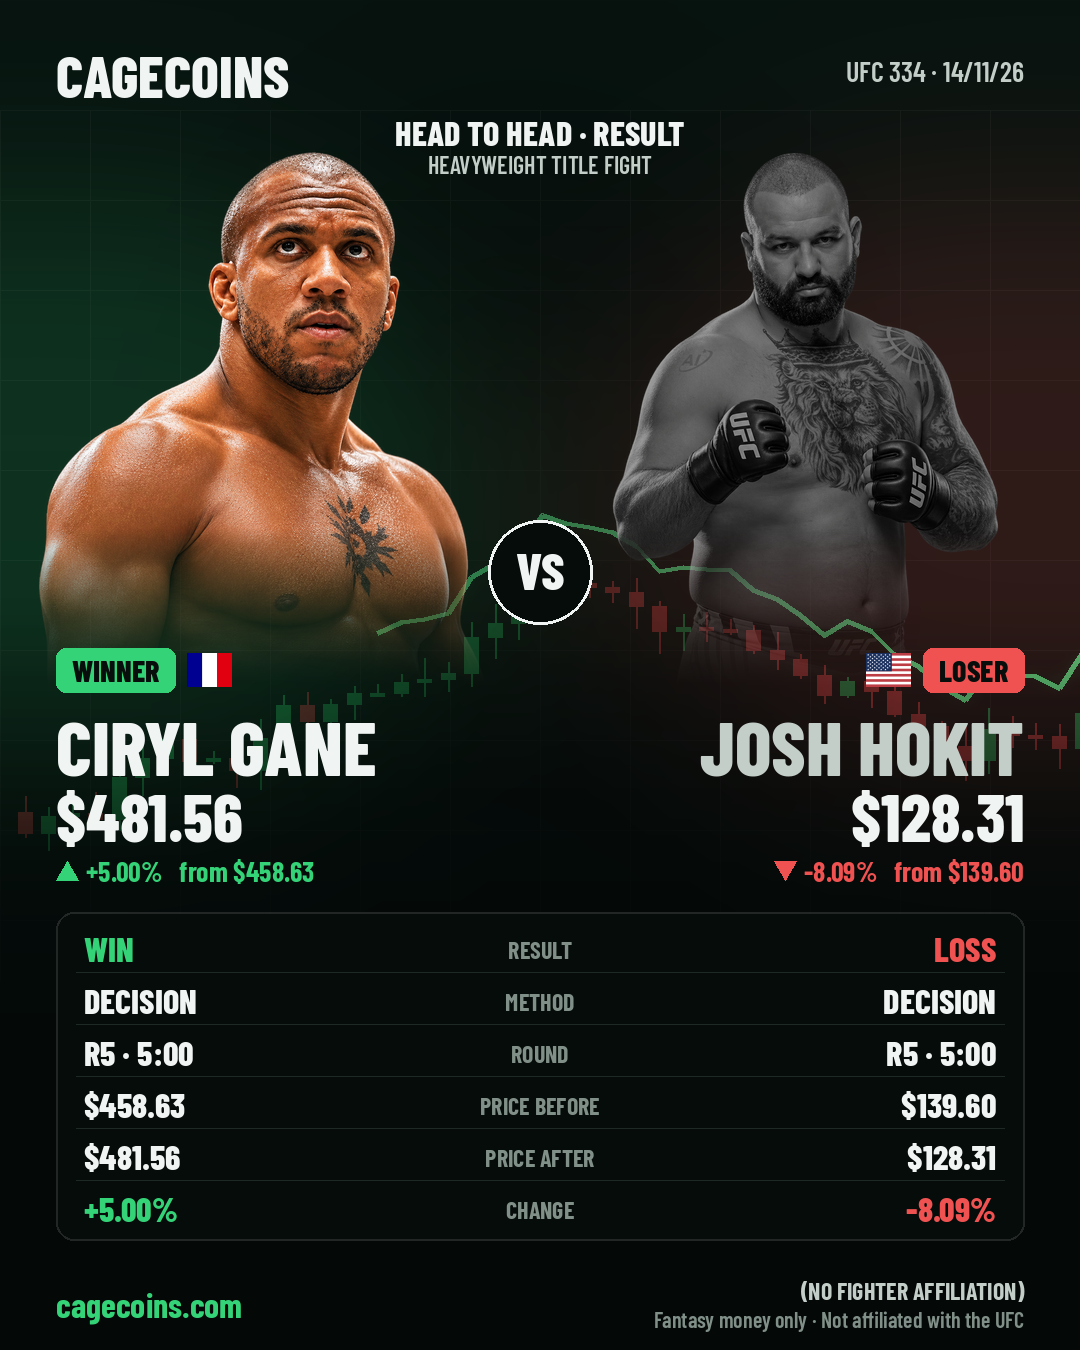 CAGECOINS
UFC 334 · 14/11/26
HEAD TO HEAD · RESULT
HEAVYWEIGHT TITLE FIGHT
UFC
UFC
VS
WINNER
LOSER
CIRYL GANE
JOSH HOKIT
$481.56
$128.31
▲ +5.00% from $458.63
▼ -8.09% from $139.60
WIN RESULT LOSS
DECISION METHOD DECISION
R5 · 5:00 ROUND R5 · 5:00
$458.63 PRICE BEFORE $139.60
$481.56 PRICE AFTER $128.31
+5.00% CHANGE -8.09%
cagecoins.com
(NO FIGHTER AFFILIATION)
Fantasy money only · Not affiliated with the UFC